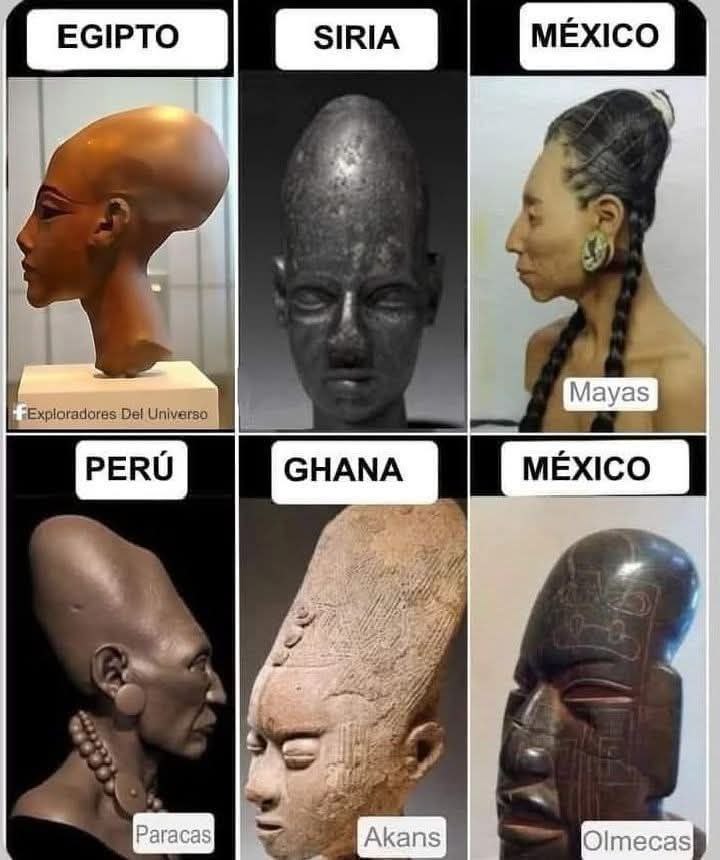 EGIPTO
SIRIA
MÉXICO
Exploradores Del Universo
Mayas
PERÚ
GHANA
MÉXICO
Paracas
Akans
Olmecas